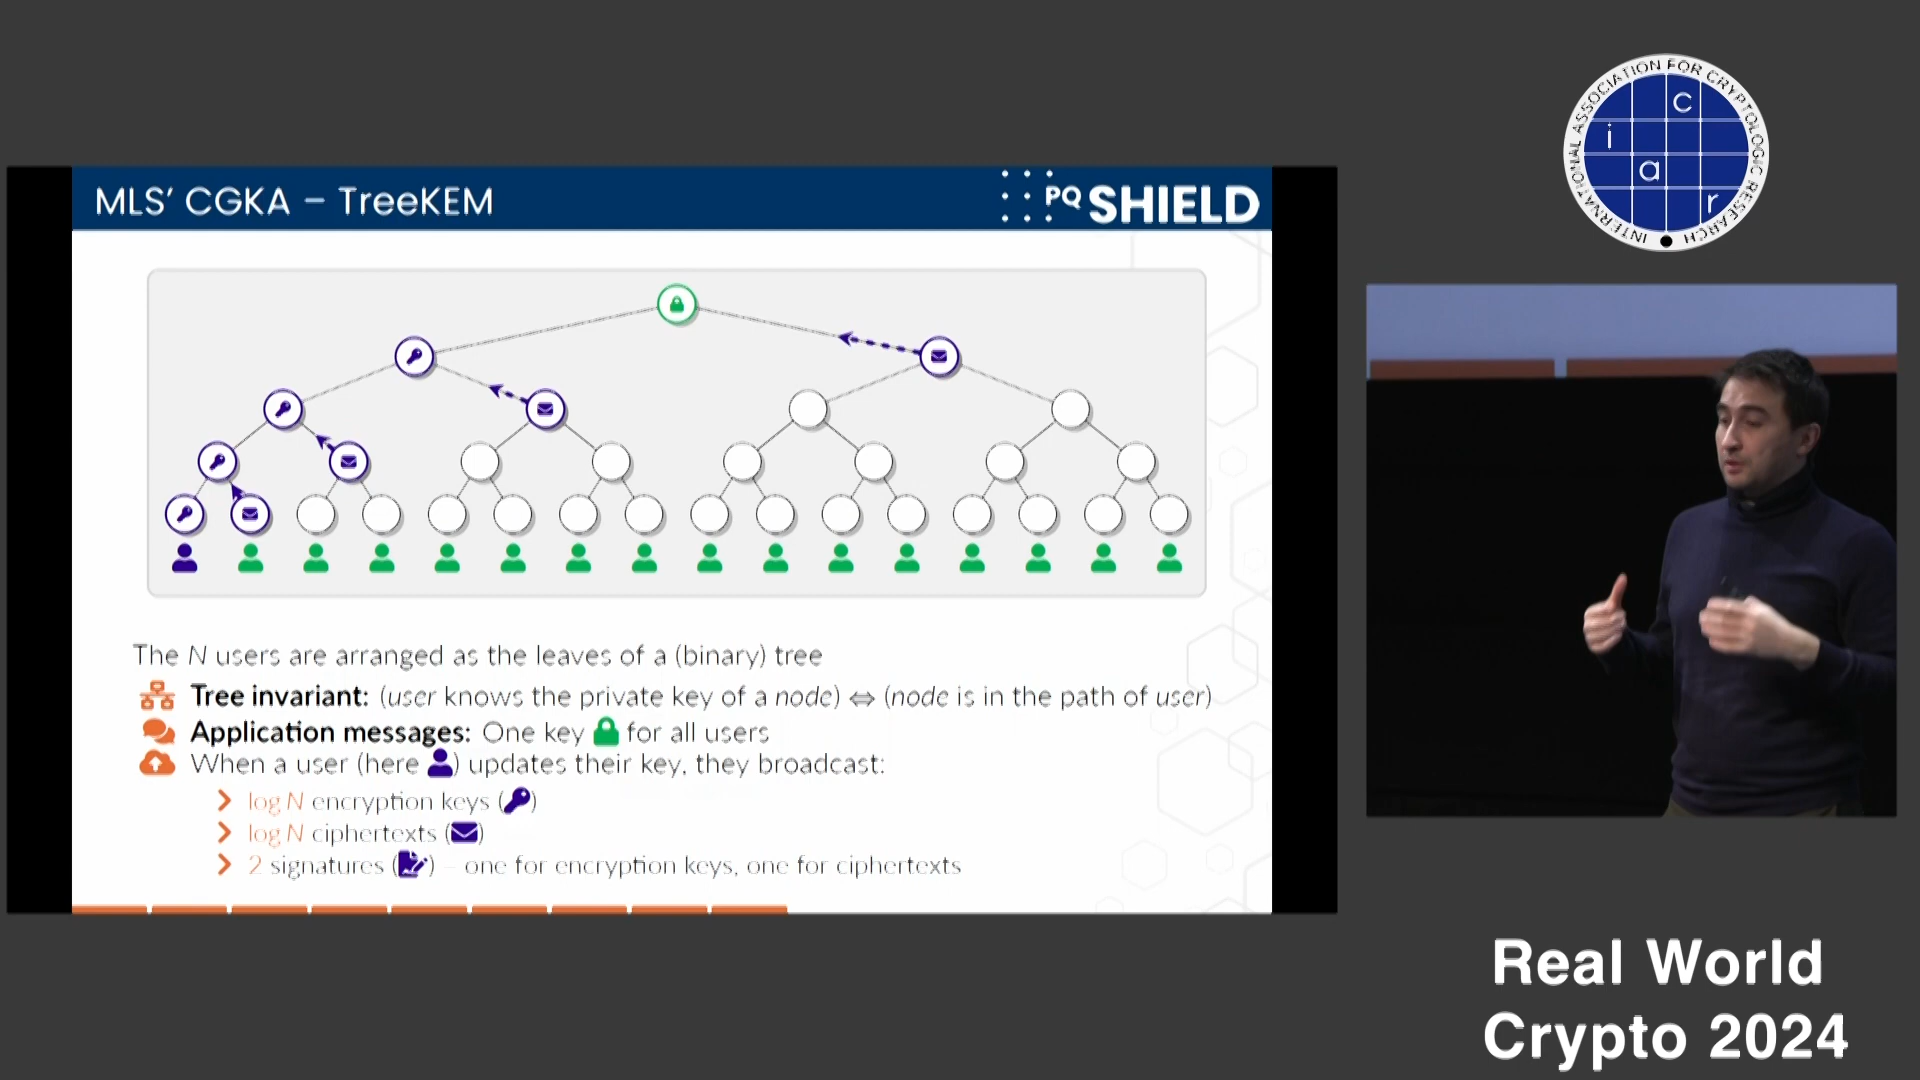 MLS’ CGKA – TreeKEM
PQ SHIELD
The N users are arranged as the leaves of a (binary) tree
Tree invariant: (user knows the private key of a node) ⇔ (node is in the path of user)
Application messages: One key for all users
When a user (here ) updates their key, they broadcast:
log N encryption keys ( )
log N ciphertexts ( )
2 signatures ( ) – one for encryption keys, one for ciphertexts
INTERNATIONAL ASSOCIATION FOR CRYPTOLOGIC RESEARCH
i a c r
Real World
Crypto 2024